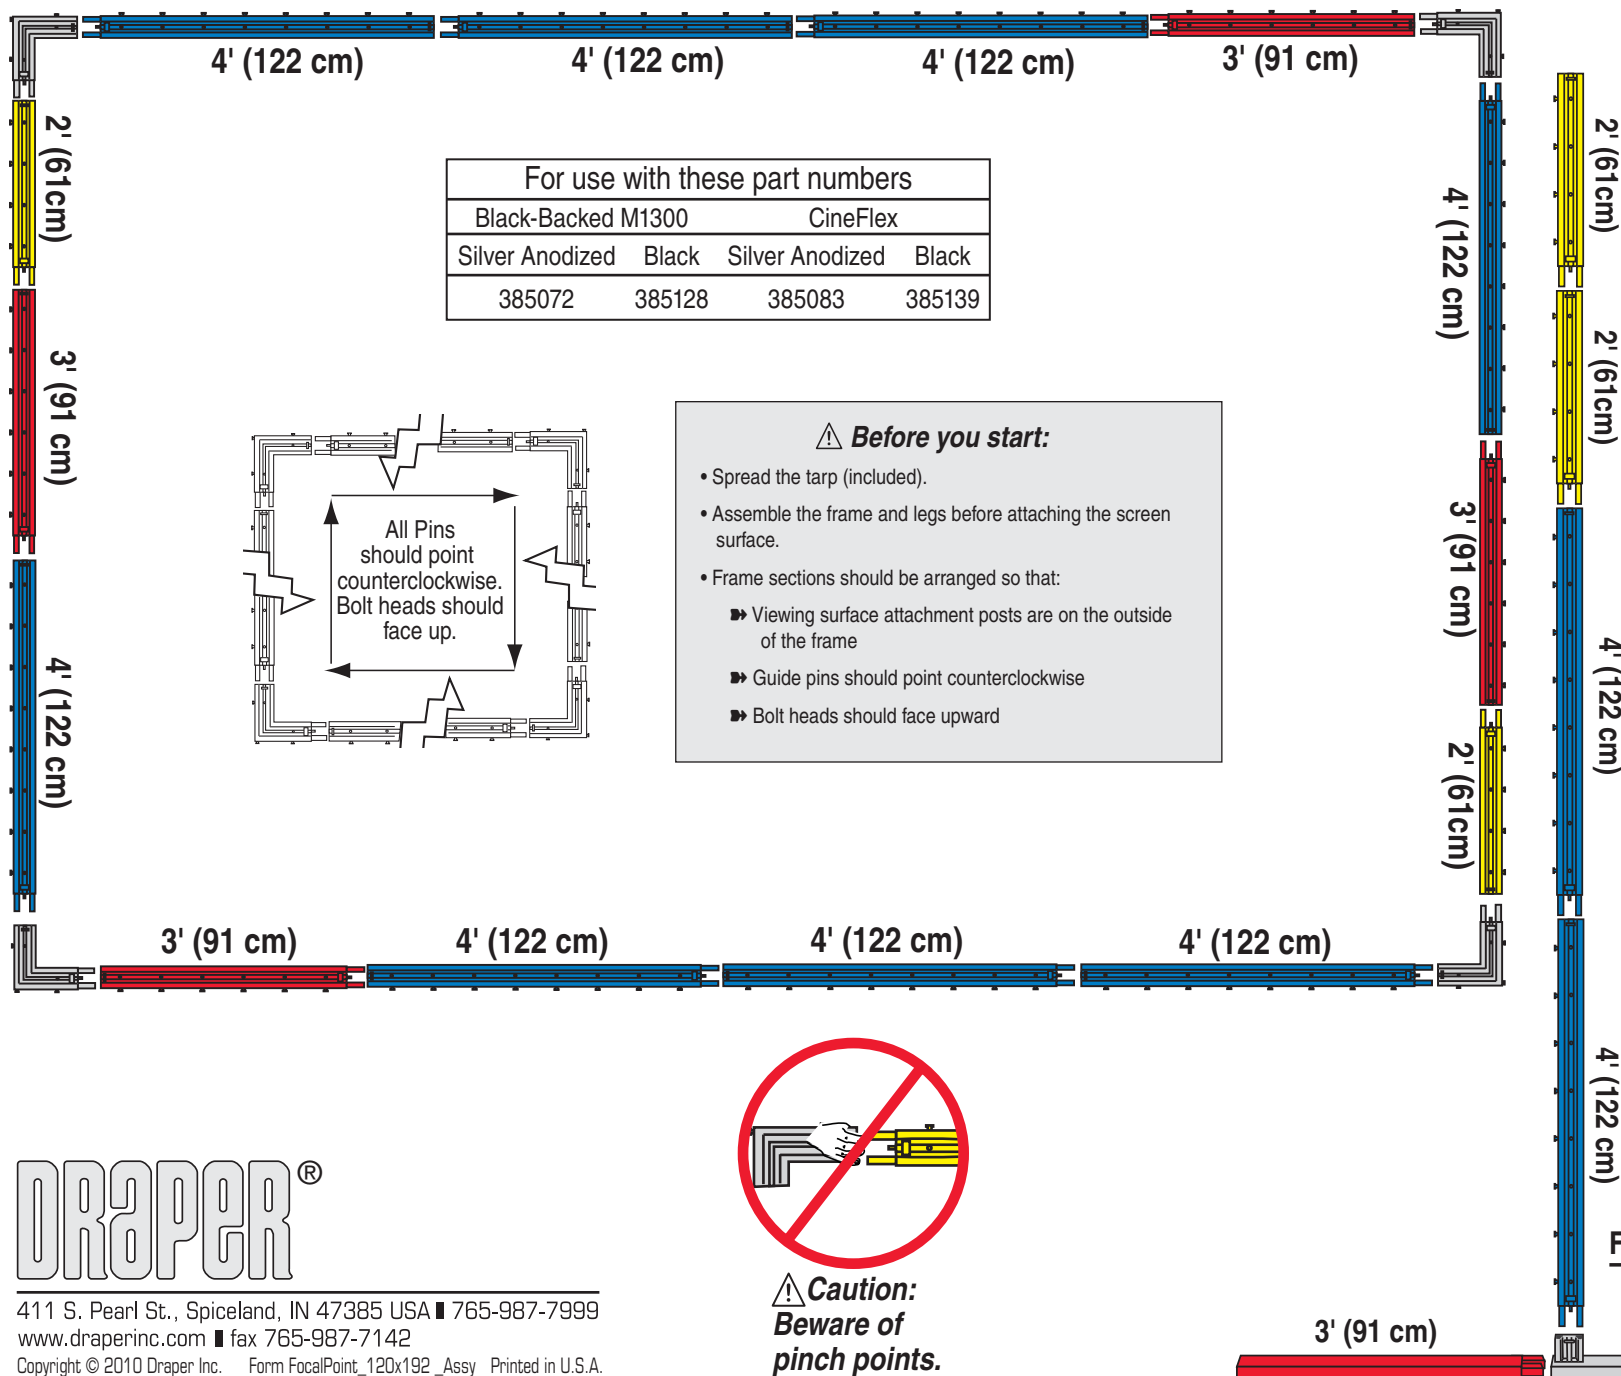 4' (122 cm)
4' (122 cm)
4' (122 cm)
3' (91 cm)
2' (61cm)
3' (91 cm)
4' (122 cm)
4' (122 cm)
3' (91 cm)
2' (61cm)
2' (61cm)
2' (61cm)
4' (122 cm)
4' (122 cm)
For use with these part numbers
Black-Backed M1300 CineFlex
Silver Anodized Black Silver Anodized Black
385072 385128 385083 385139
All Pins
should point
counterclockwise.
Bolt heads should
face up.
⚠ Before you start:
• Spread the tarp (included).
• Assemble the frame and legs before attaching the screen
surface.
• Frame sections should be arranged so that:
➽ Viewing surface attachment posts are on the outside
of the frame
➽ Guide pins should point counterclockwise
➽ Bolt heads should face upward
3' (91 cm)
4' (122 cm)
4' (122 cm)
4' (122 cm)
DRAPER®
411 S. Pearl St., Spiceland, IN 47385 USA ▮ 765-987-7999
www.draperinc.com ▮ fax 765-987-7142
Copyright © 2010 Draper Inc. Form FocalPoint_120x192 _Assy Printed in U.S.A.
⚠ Caution:
Beware of
pinch points.
3' (91 cm)